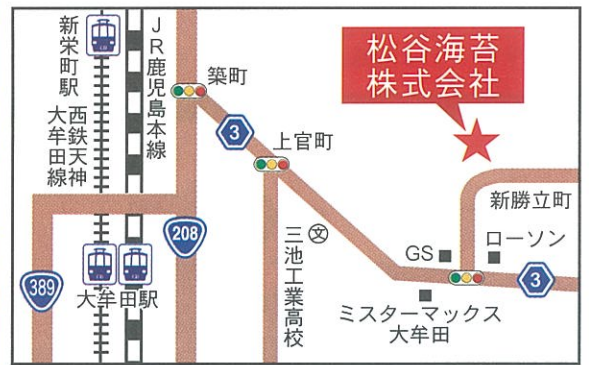 新栄町駅
JR鹿児島本線
西鉄天神
大牟田線
築町
3
上官町
松谷海苔
株式会社
新勝立町
208
389
大牟田駅
三池工業高校
文
GS
ローソン
3
ミスターマックス
大牟田